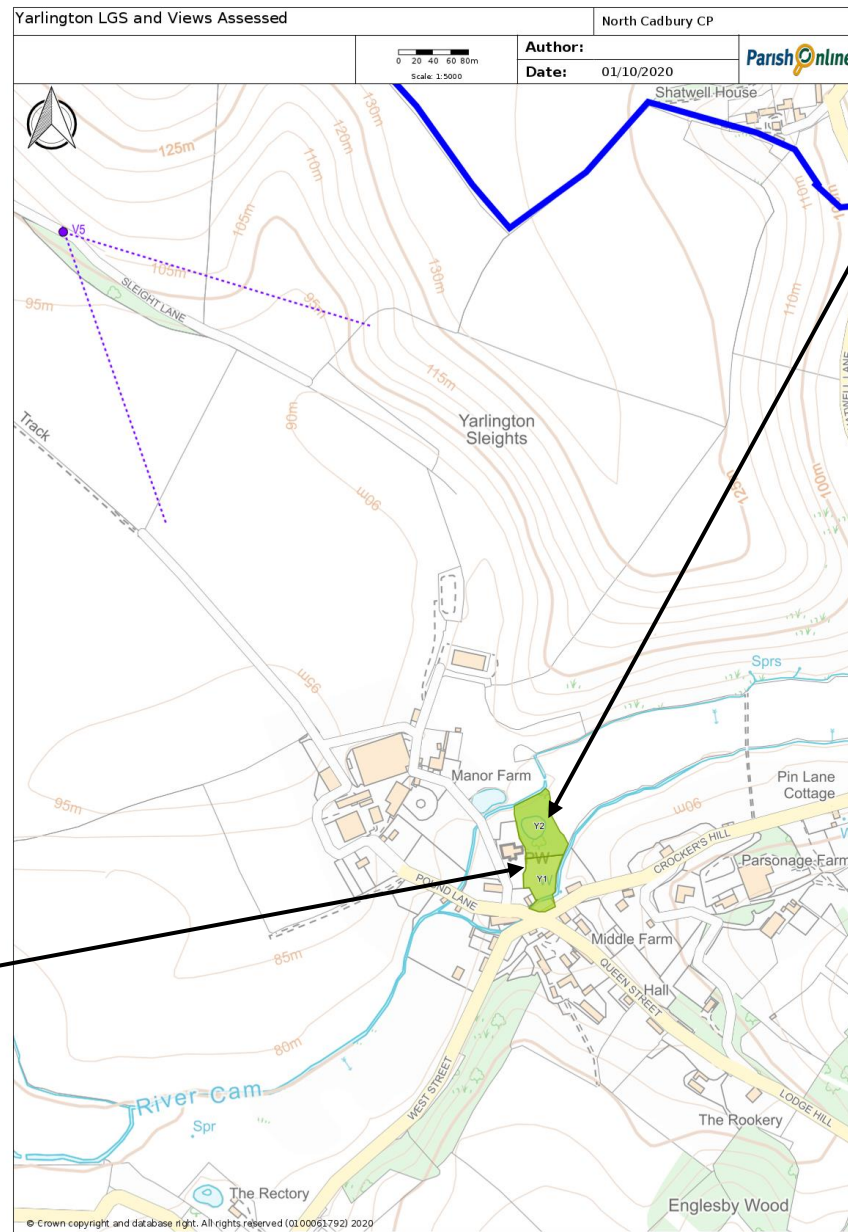 Yarlington LGS and Views Assessed
North Cadbury CP
0 20 40 60 80m
Scale: 1:5000
Author:
Date: 01/10/2020
Parish Online
Shatwell House
130m
125m
120m
110m
105m
V5
105m
95m
95m
SLEIGHT LANE
130m
110m
110m
115m
90m
Yarlington
Sleights
Track
90m
125m
100m
95m
Sprs
Manor Farm
Pin Lane
Cottage
95m
90m
Y2
PW
CROCKER'S HILL
Parsonage Farm
POUND LANE
Y1
Middle Farm
85m
QUEEN STREET
Hall
80m
River Cam
WEST STREET
LODGE HILL
Spr
The Rookery
The Rectory
Englesby Wood
© Crown copyright and database right. All rights reserved (0100061792) 2020